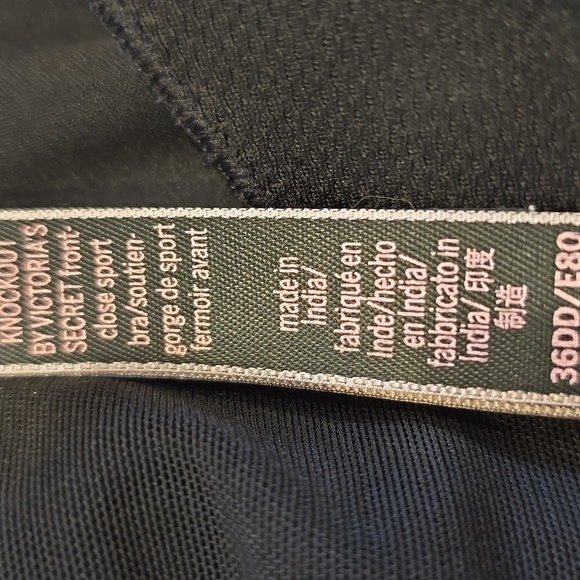 KNOCKOUT
BY VICTORIA'S
SECRET front-
close sport
bra/soutien-
gorge de sport
fermoir avant
made in
India/
fabriqué en
Inde/hecho
en India/
fabbricato in
India/ 印度
制造
36DD/E80